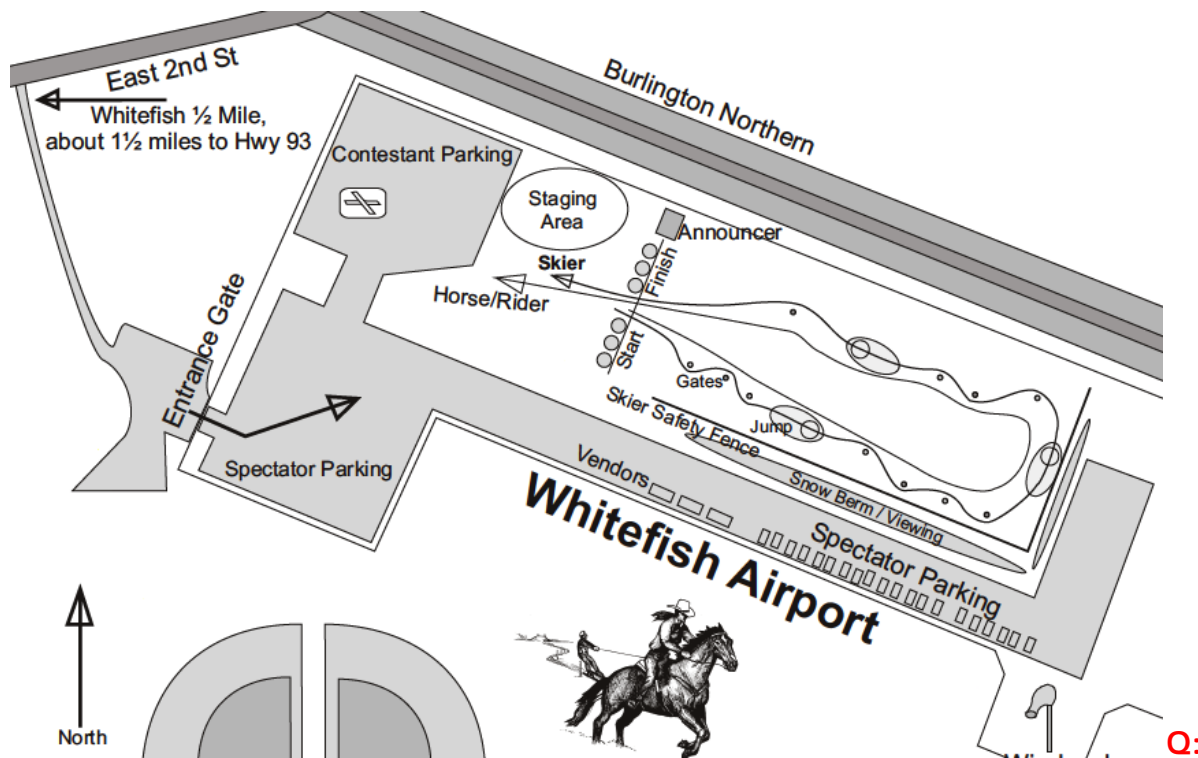 East 2nd St
Whitefish ½ Mile,
about 1½ miles to Hwy 93
Burlington Northern
Contestant Parking
Staging
Area
Announcer
Finish
Skier
Horse/Rider
Start
Entrance Gate
Gates
Skier Safety Fence
Jump
Spectator Parking
Vendors
Snow Berm / Viewing
Whitefish Airport
Spectator Parking
North
Q: